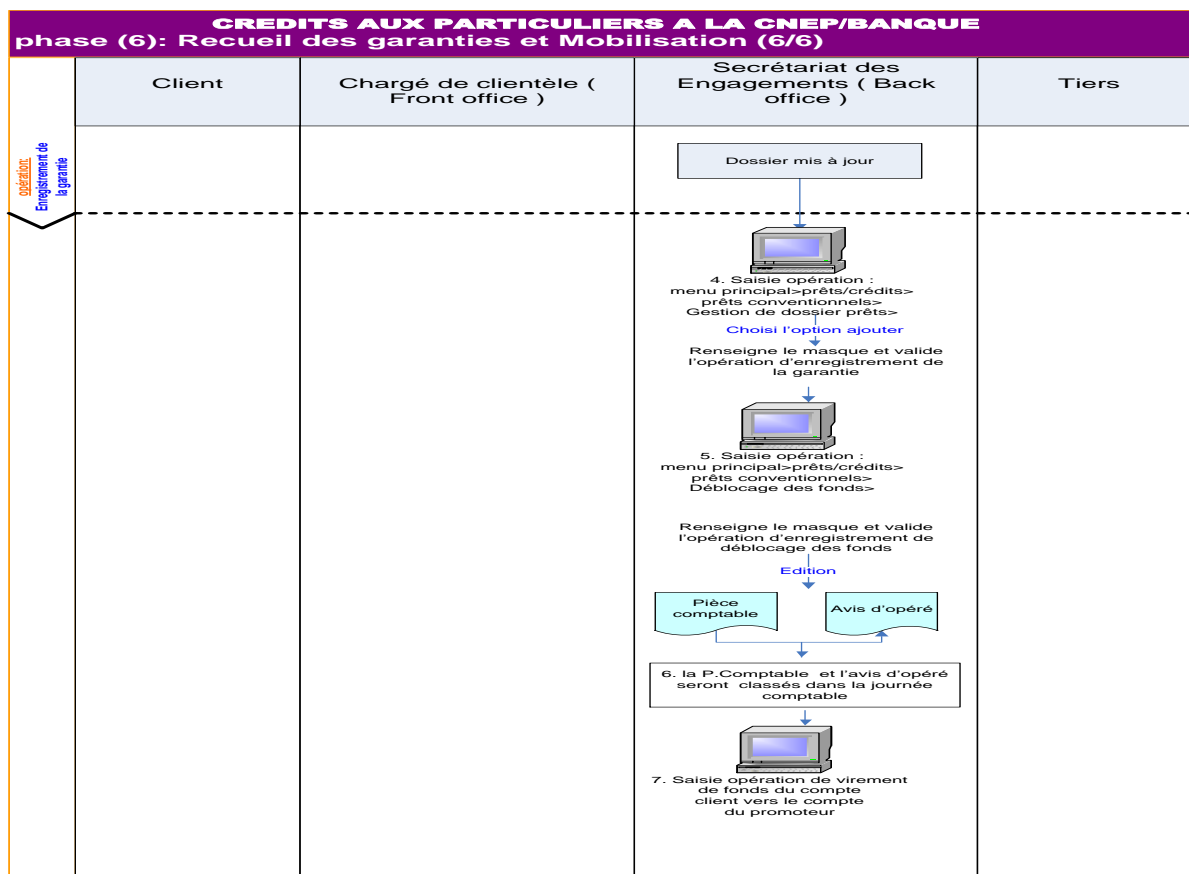 CREDITS AUX PARTICULIERS A LA CNEP/BANQUE
phase (6): Recueil des garanties et Mobilisation (6/6)
Client
Chargé de clientèle (
Front office )
Secrétariat des
Engagements ( Back
office )
Tiers
opération:
Enregistrement de
la garantie
Dossier mis à jour
4. Saisie opération :
menu principal>prêts/crédits>
prêts conventionnels>
Gestion de dossier prêts>
Choisi l'option ajouter
Renseigne le masque et valide
l'opération d'enregistrement de
la garantie
5. Saisie opération :
menu principal>prêts/crédits>
prêts conventionnels>
Déblocage des fonds>
Renseigne le masque et valide
l'opération d'enregistrement de
déblocage des fonds
Edition
Pièce
comptable
Avis d'opéré
6. la P.Comptable et l'avis d'opéré
seront classés dans la journée
comptable
7. Saisie opération de virement
de fonds du compte
client vers le compte
du promoteur